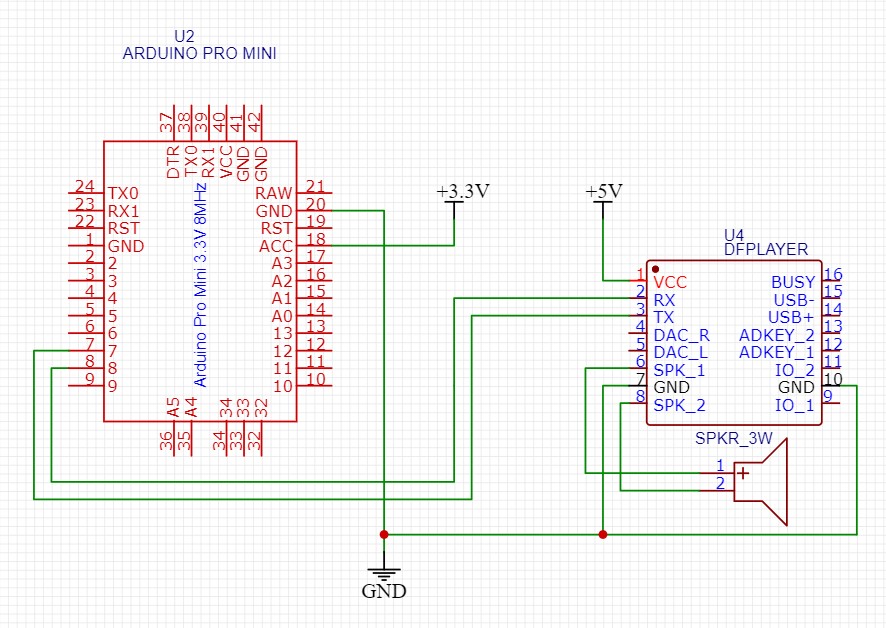 U2
ARDUINO PRO MINI
37 38 39 40 41 42
DTR TX0 RX1 VCC GND GND
24 TX0
23 RX1
22 RST
1 GND
2 2
3 3
4 4
5 5
6 6
7 7
8 8
9 9
Arduino Pro Mini 3.3V 8MHz
RAW 21
GND 20
RST 19
ACC 18
A3 17
A2 16
A1 15
A0 14
13 13
12 12
11 11
10 10
A5 A4 34 33 32
36 35 34 33 32
+3.3V
+5V
U4
DFPLAYER
1 VCC
2 RX
3 TX
4 DAC_R
5 DAC_L
6 SPK_1
7 GND
8 SPK_2
BUSY 16
USB- 15
USB+ 14
ADKEY_2 13
ADKEY_1 12
IO_2 11
GND 10
IO_1 9
SPKR_3W
1 +
2
GND